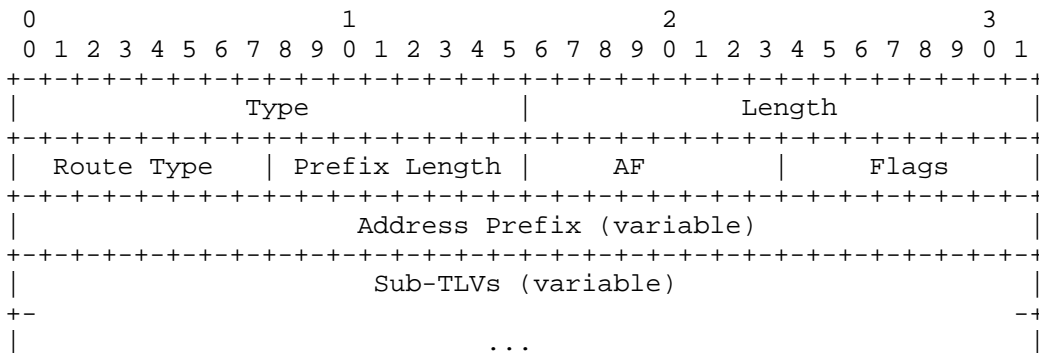 0                   1                   2                   3
 0 1 2 3 4 5 6 7 8 9 0 1 2 3 4 5 6 7 8 9 0 1 2 3 4 5 6 7 8 9 0 1
+-+-+-+-+-+-+-+-+-+-+-+-+-+-+-+-+-+-+-+-+-+-+-+-+-+-+-+-+-+-+-+-+
|              Type             |             Length            |
+-+-+-+-+-+-+-+-+-+-+-+-+-+-+-+-+-+-+-+-+-+-+-+-+-+-+-+-+-+-+-+-+
|  Route Type   | Prefix Length |     AF        |     Flags     |
+-+-+-+-+-+-+-+-+-+-+-+-+-+-+-+-+-+-+-+-+-+-+-+-+-+-+-+-+-+-+-+-+
|                     Address Prefix (variable)                 |
+-+-+-+-+-+-+-+-+-+-+-+-+-+-+-+-+-+-+-+-+-+-+-+-+-+-+-+-+-+-+-+-+
|                      Sub-TLVs (variable)                      |
+-                                                             -+
|                             ...                               |